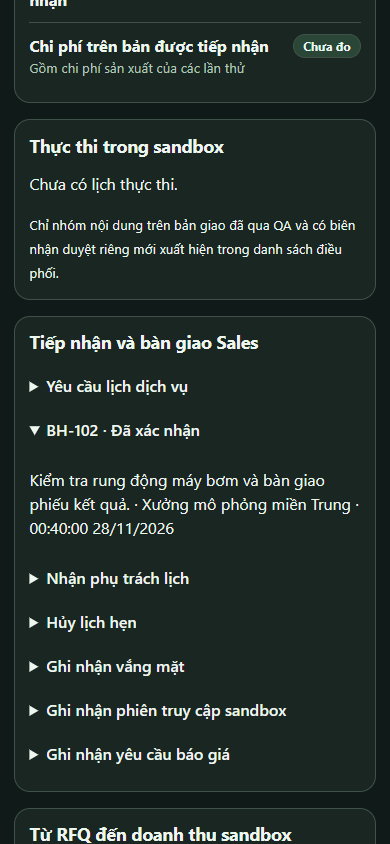 nhận
Chi phí trên bản được tiếp nhận
Chưa đo
Gồm chi phí sản xuất của các lần thử
Thực thi trong sandbox
Chưa có lịch thực thi.
Chỉ nhóm nội dung trên bản giao đã qua QA và có biên
nhận duyệt riêng mới xuất hiện trong danh sách điều
phối.
Tiếp nhận và bàn giao Sales
Yêu cầu lịch dịch vụ
BH-102 · Đã xác nhận
Kiểm tra rung động máy bơm và bàn giao
phiếu kết quả. · Xưởng mô phỏng miền Trung ·
00:40:00 28/11/2026
Nhận phụ trách lịch
Hủy lịch hẹn
Ghi nhận vắng mặt
Ghi nhận phiên truy cập sandbox
Ghi nhận yêu cầu báo giá
Từ RFQ đến doanh thu sandbox